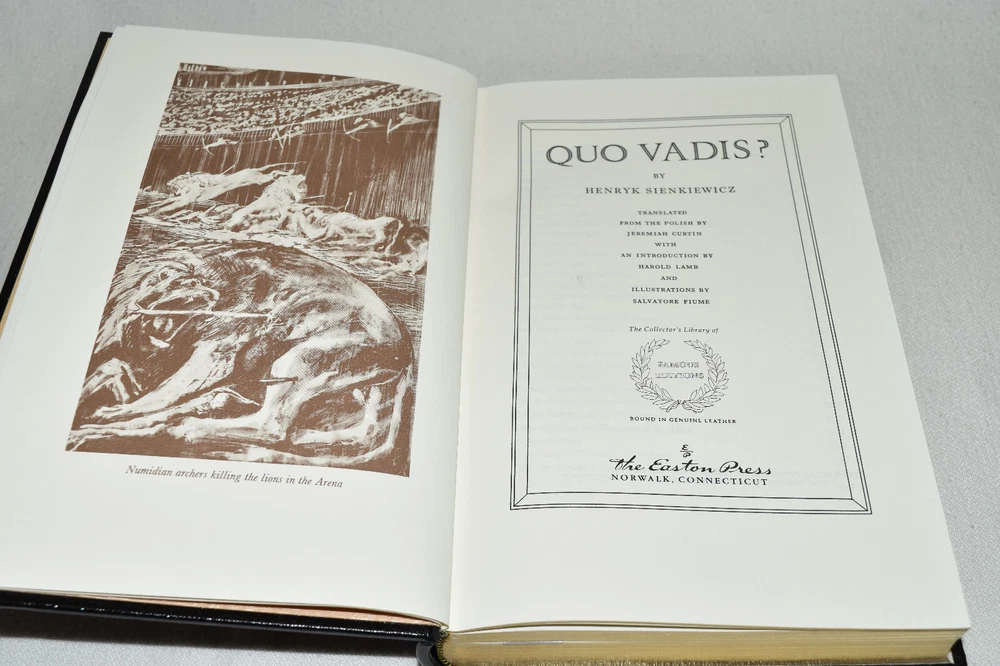 Numidian archers killing the lions in the Arena
QUO VADIS?
BY
HENRYK SIENKIEWICZ
TRANSLATED
FROM THE POLISH BY
JEREMIAH CURTIN
WITH
AN INTRODUCTION BY
HAROLD LAMB
AND
ILLUSTRATIONS BY
SALVATORE FIUME
The Collector's Library of
FAMOUS
EDITIONS
BOUND IN GENUINE LEATHER
E
P
the Easton Press
NORWALK, CONNECTICUT